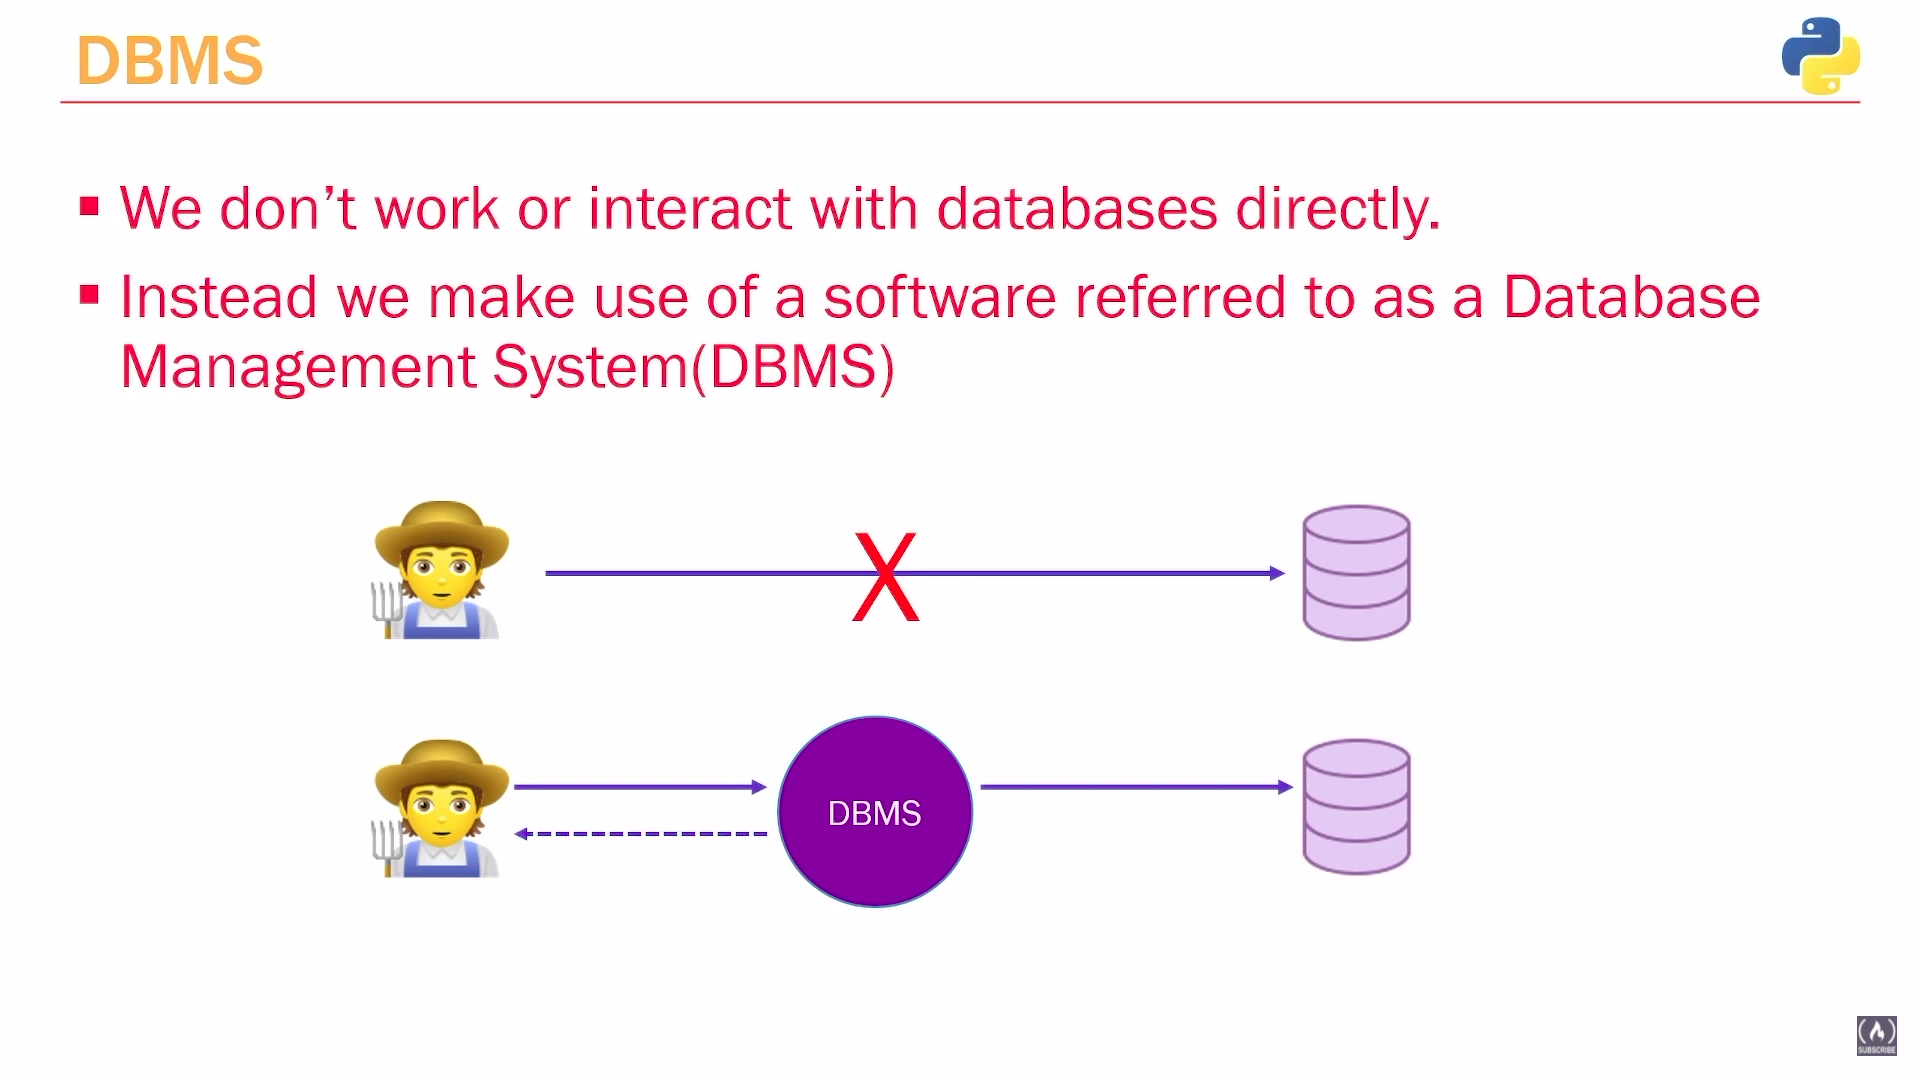 DBMS
We don’t work or interact with databases directly.
Instead we make use of a software referred to as a Database
Management System(DBMS)
X
DBMS
SUBSCRIBE